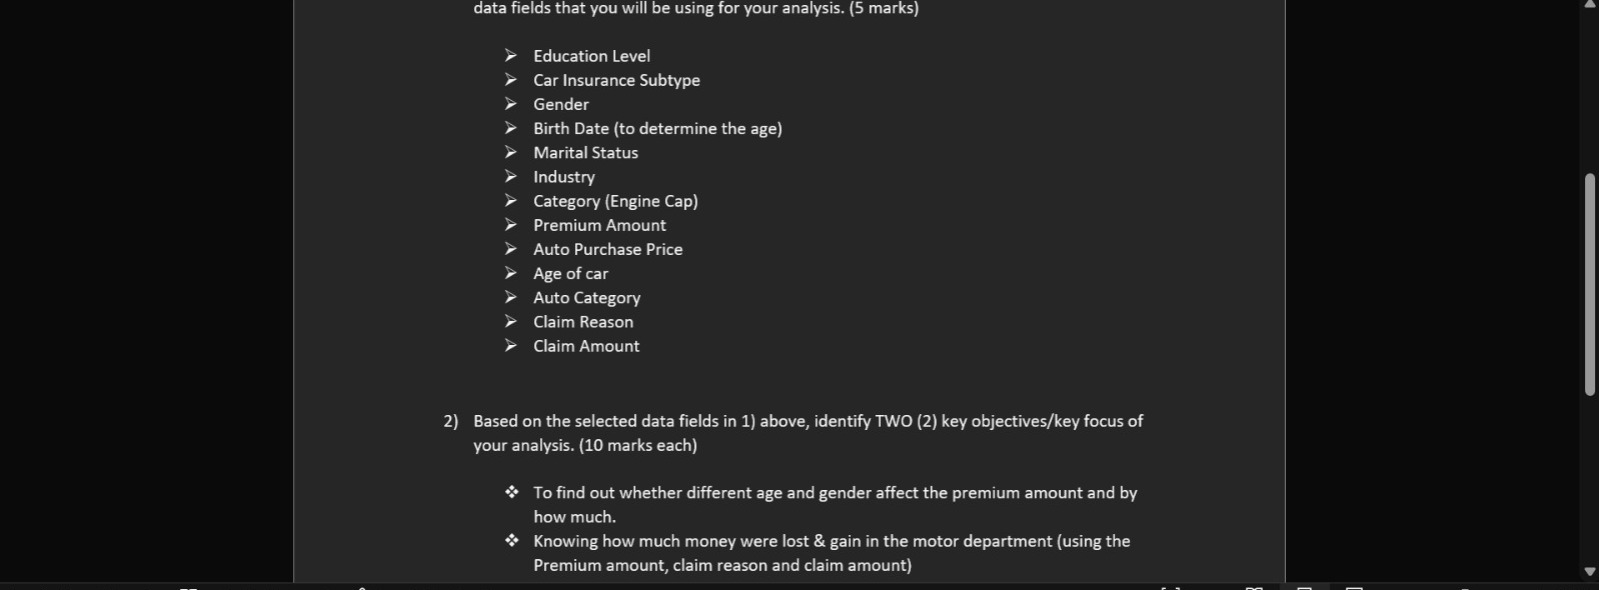 data fields that you will be using for your analysis. (5 marks)
➢ Education Level
➢ Car Insurance Subtype
➢ Gender
➢ Birth Date (to determine the age)
➢ Marital Status
➢ Industry
➢ Category (Engine Cap)
➢ Premium Amount
➢ Auto Purchase Price
➢ Age of car
➢ Auto Category
➢ Claim Reason
➢ Claim Amount
2) Based on the selected data fields in 1) above, identify TWO (2) key objectives/key focus of
your analysis. (10 marks each)
❖ To find out whether different age and gender affect the premium amount and by
how much.
❖ Knowing how much money were lost & gain in the motor department (using the
Premium amount, claim reason and claim amount)